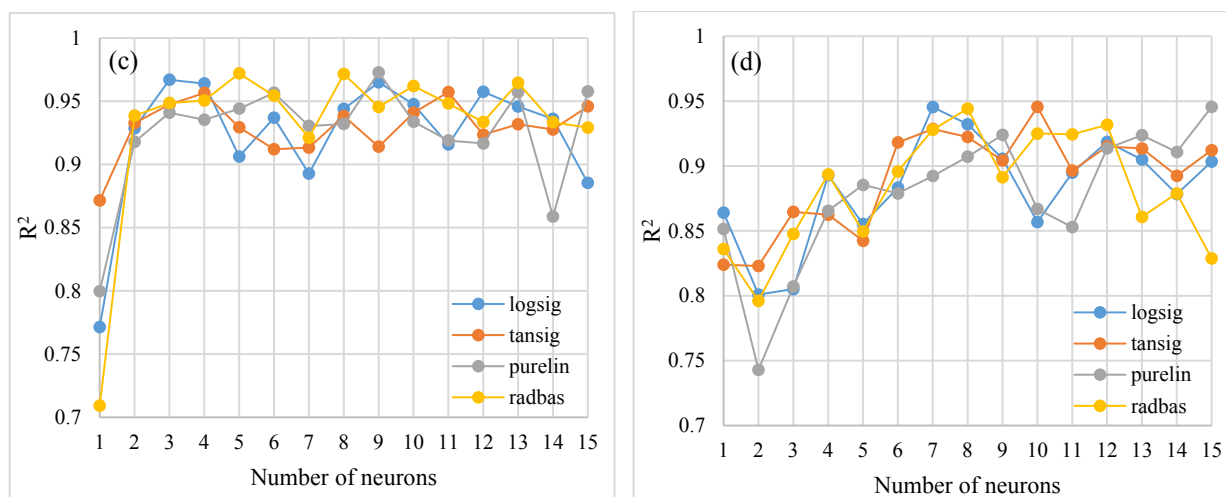 (c)
1
0.95
0.9
0.85
0.8
0.75
0.7
R²
1 2 3 4 5 6 7 8 9 10 11 12 13 14 15
Number of neurons
logsig
tansig
purelin
radbas
(d)
1
0.95
0.9
0.85
0.8
0.75
0.7
R²
1 2 3 4 5 6 7 8 9 10 11 12 13 14 15
Number of neurons
logsig
tansig
purelin
radbas